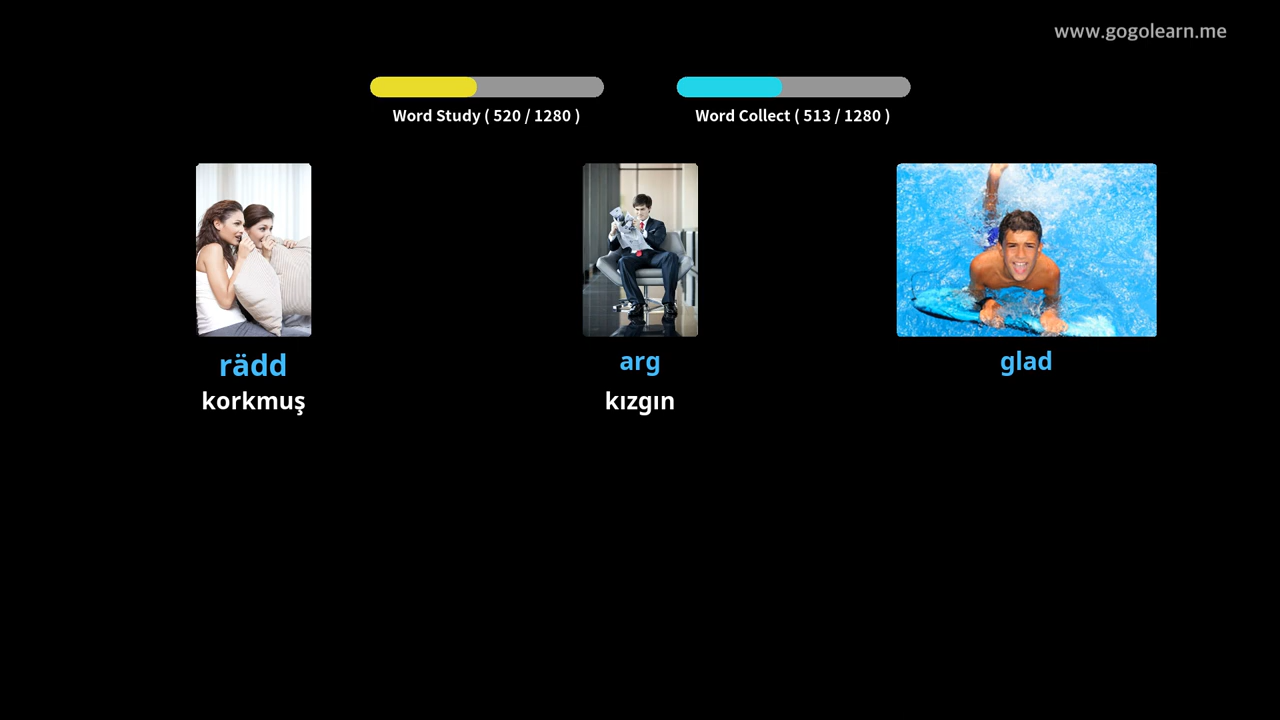 www.gogolearn.me
Word Study ( 520 / 1280 )
Word Collect ( 513 / 1280 )
rädd
korkmuş
arg
kızgın
glad